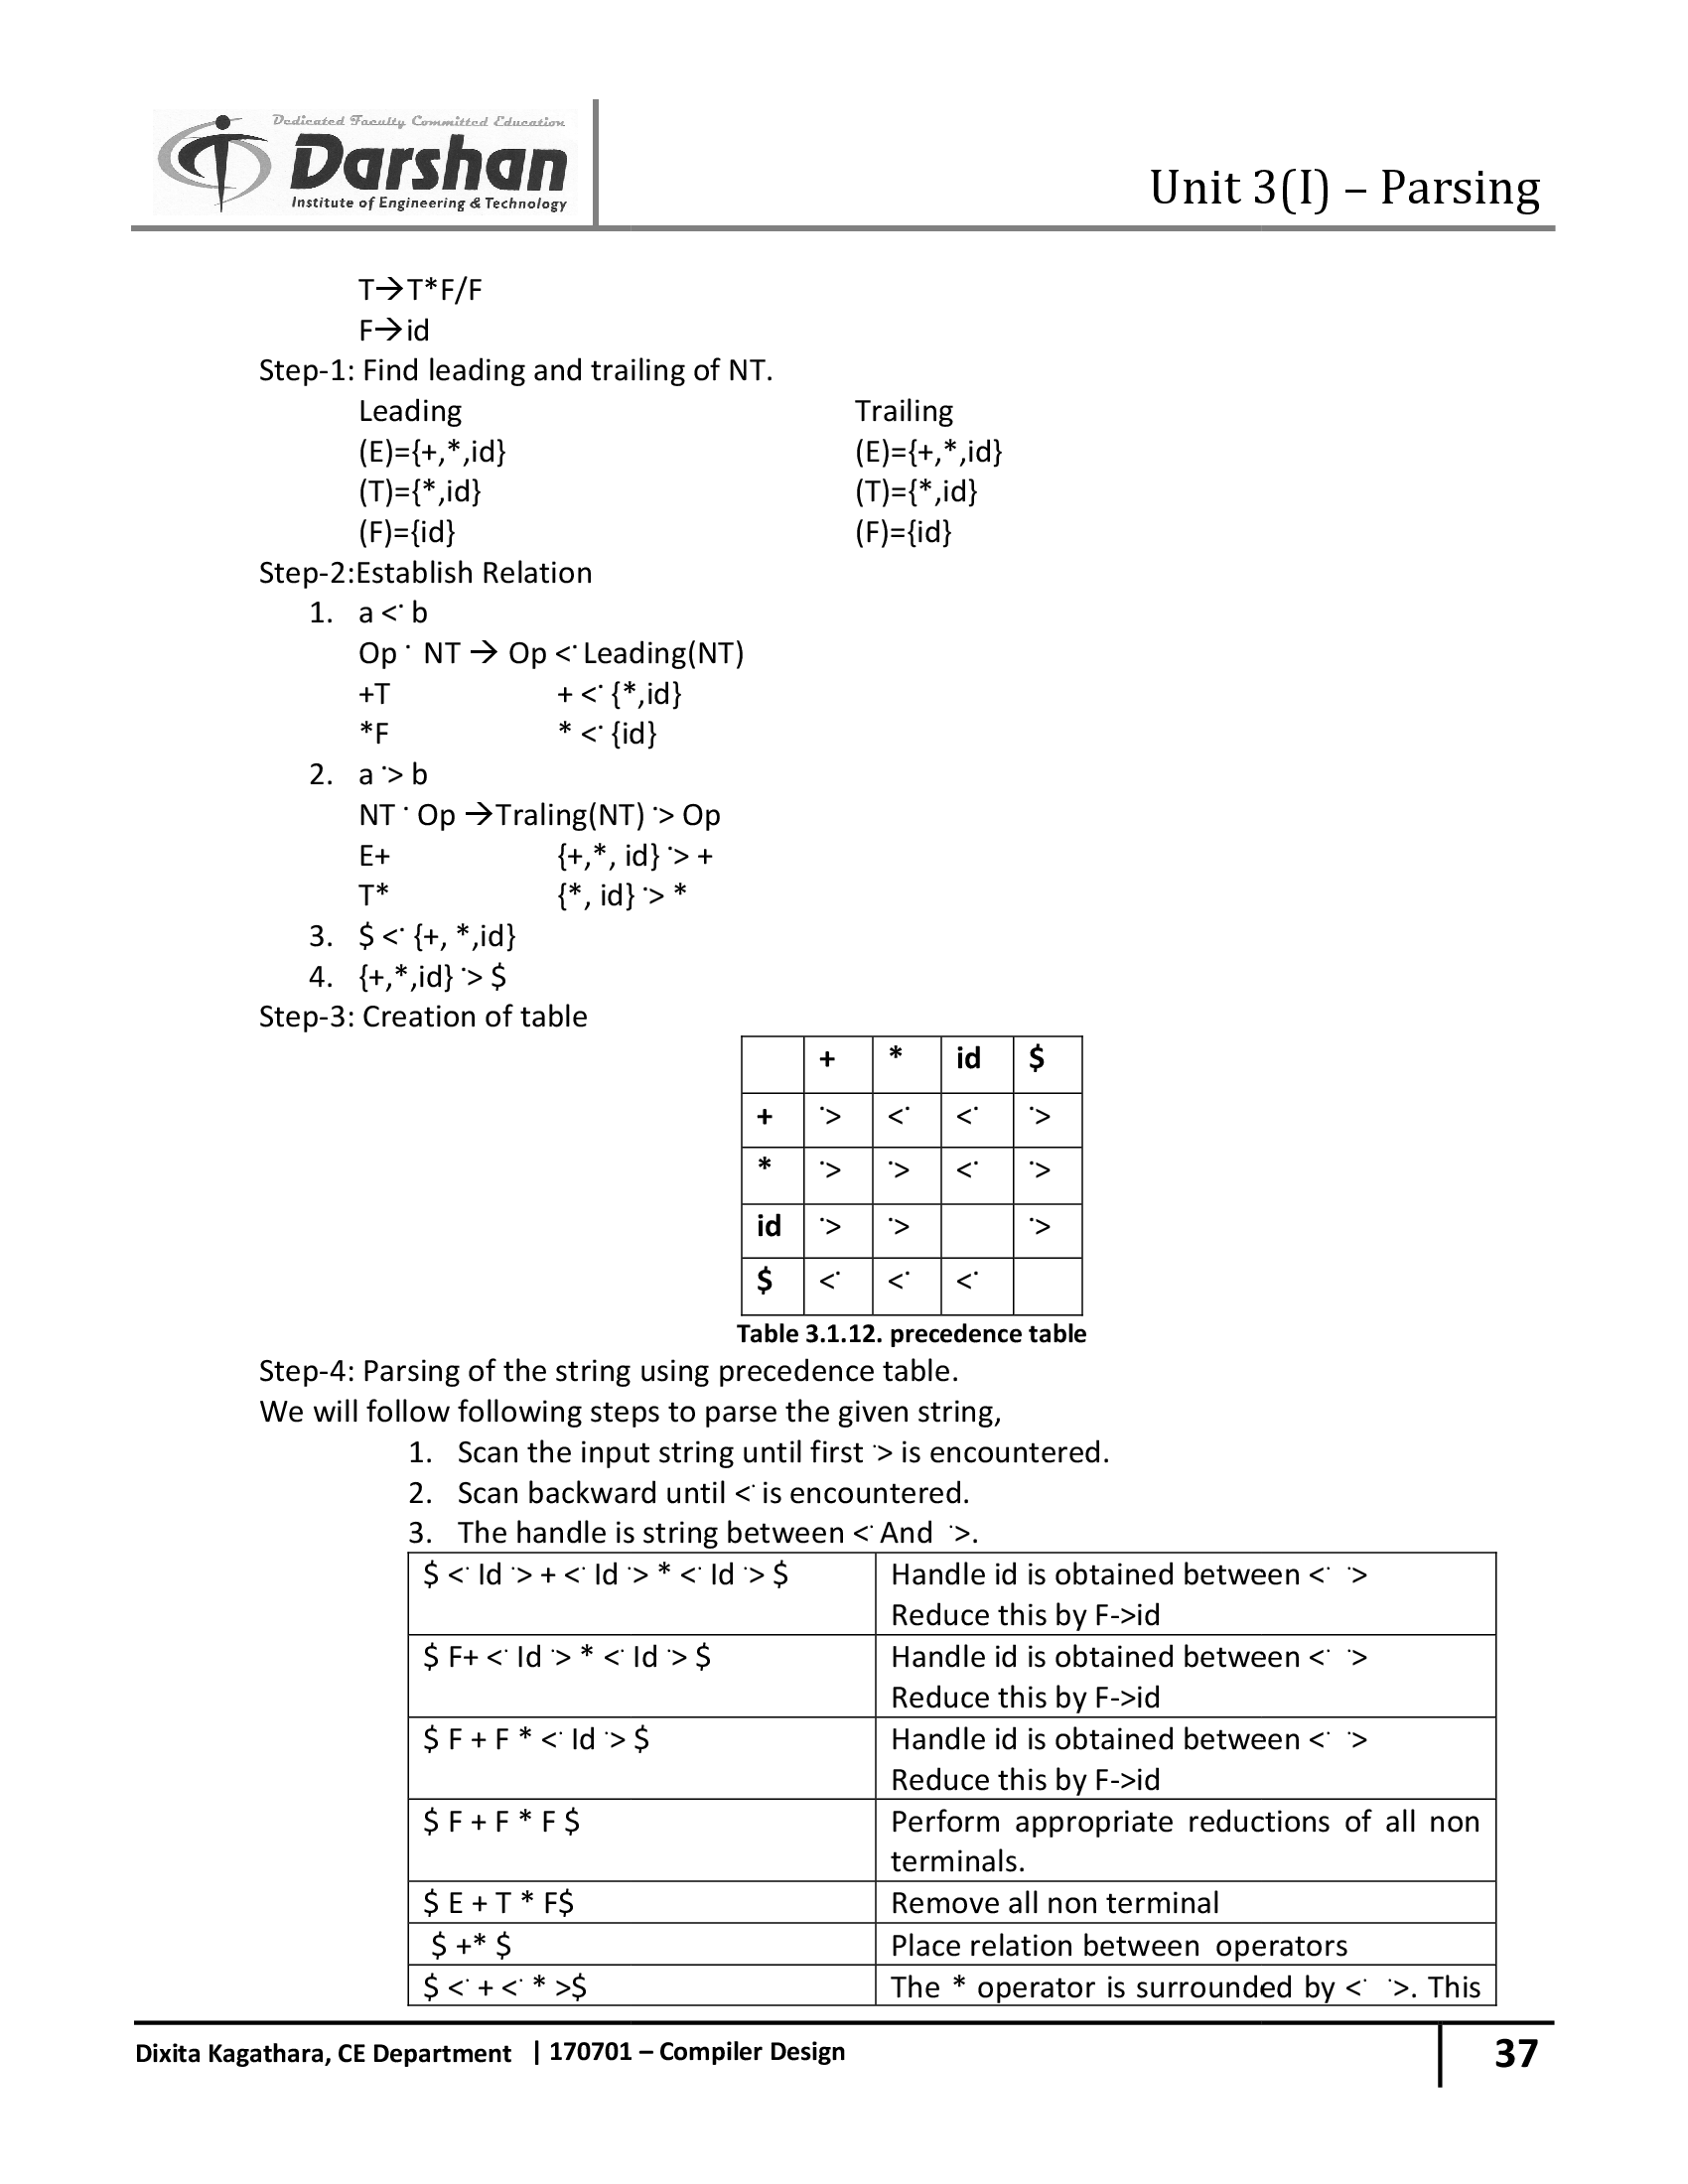 Dedicated Faculty Committed Education
Darshan
Institute of Engineering & Technology
Unit 3(I) – Parsing
T→T*F/F
F→id
Step-1: Find leading and trailing of NT.
Leading Trailing
(E)={+,*,id} (E)={+,*,id}
(T)={*,id} (T)={*,id}
(F)={id} (F)={id}
Step-2:Establish Relation
1. a <· b
Op · NT → Op <· Leading(NT)
+T + <· {*,id}
*F * <· {id}
2. a ·> b
NT · Op →Traling(NT) ·> Op
E+ {+,*, id} ·> +
T* {*, id} ·> *
3. $ <· {+, *,id}
4. {+,*,id} ·> $
Step-3: Creation of table
+ * id $
+ ·> <· <· ·>
* ·> ·> <· ·>
id ·> ·> ·>
$ <· <· <·
Table 3.1.12. precedence table
Step-4: Parsing of the string using precedence table.
We will follow following steps to parse the given string,
1. Scan the input string until first ·> is encountered.
2. Scan backward until <· is encountered.
3. The handle is string between <· And ·>.
$ <· Id ·> + <· Id ·> * <· Id ·> $ Handle id is obtained between <· ·>
Reduce this by F->id
$ F+ <· Id ·> * <· Id ·> $ Handle id is obtained between <· ·>
Reduce this by F->id
$ F + F * <· Id ·> $ Handle id is obtained between <· ·>
Reduce this by F->id
$ F + F * F $ Perform appropriate reductions of all non
terminals.
$ E + T * F$ Remove all non terminal
$ +* $ Place relation between operators
$ <· + <· * >$ The * operator is surrounded by <· ·>. This
Dixita Kagathara, CE Department | 170701 – Compiler Design 37